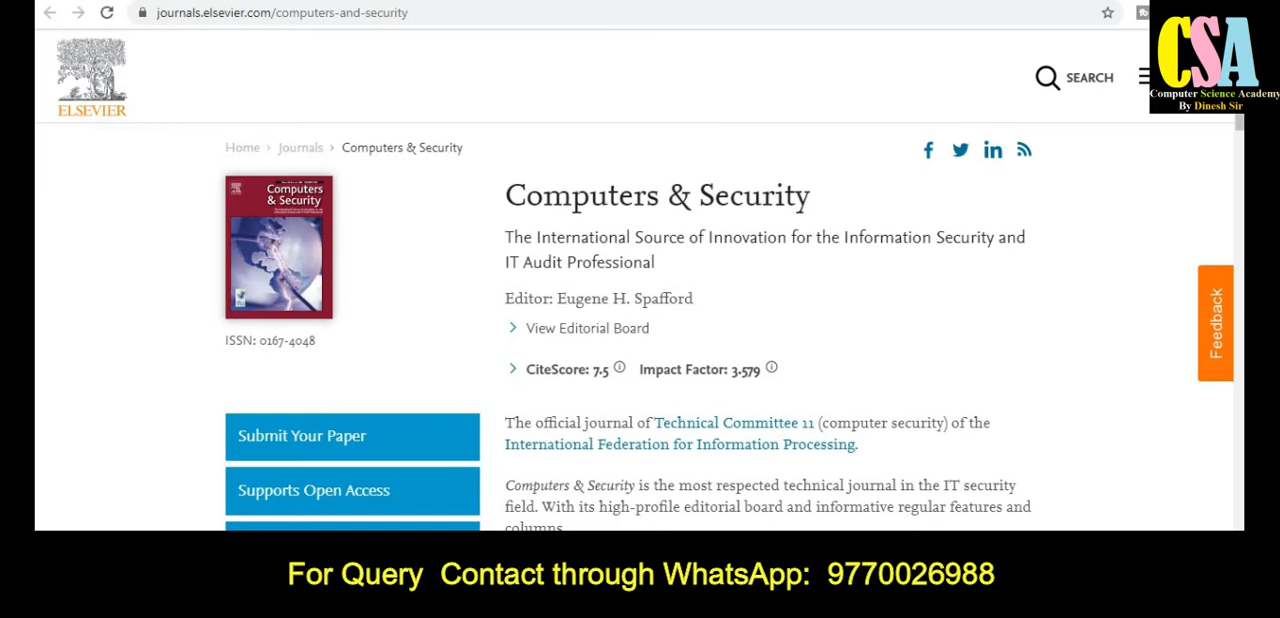 journals.elsevier.com/computers-and-security
CSA
Computer Science Academy
By Dinesh Sir
ELSEVIER
SEARCH
Home > Journals > Computers & Security
Computers
& Security
Computers & Security
The International Source of Innovation for the Information Security and
IT Audit Professional
Editor: Eugene H. Spafford
View Editorial Board
ISSN: 0167-4048
CiteScore: 7.5 Impact Factor: 3.579
Feedback
Submit Your Paper
Supports Open Access
The official journal of Technical Committee 11 (computer security) of the
International Federation for Information Processing.
Computers & Security is the most respected technical journal in the IT security
field. With its high-profile editorial board and informative regular features and
columns
For Query Contact through WhatsApp: 9770026988